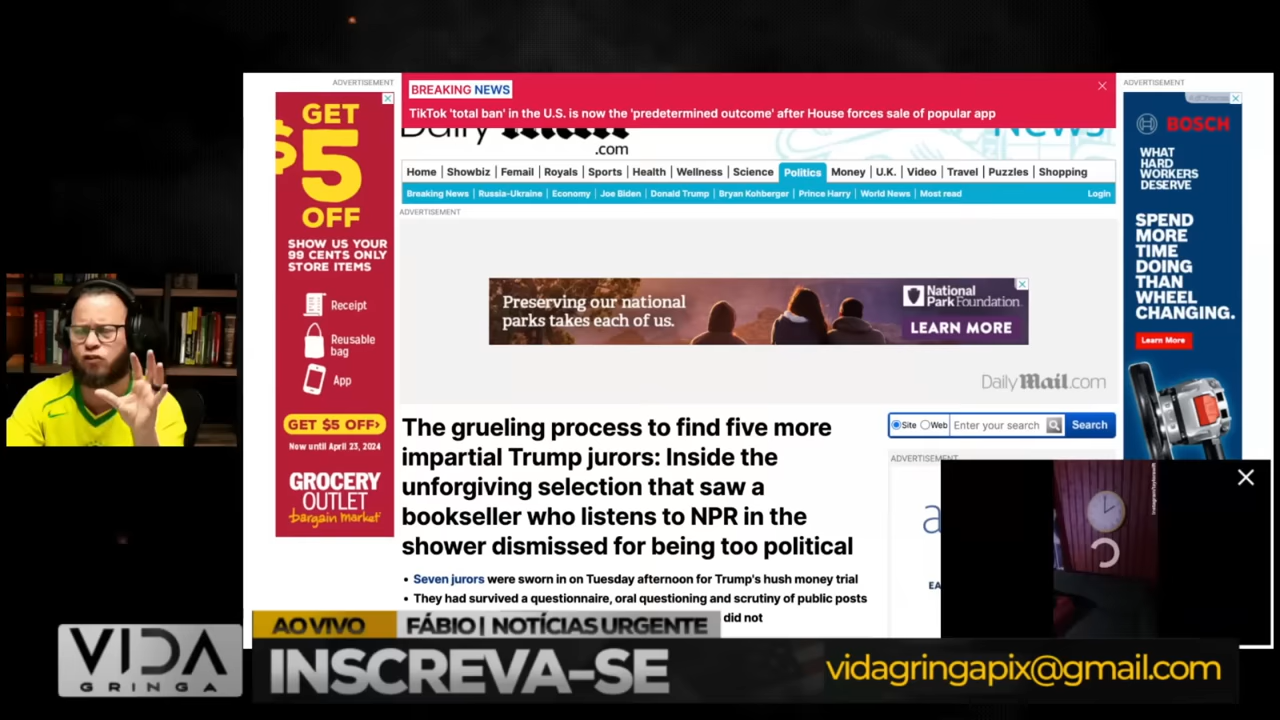 ADVERTISEMENT
GET
$5
OFF
SHOW US YOUR
99 CENTS ONLY
STORE ITEMS
Receipt
Reusable
bag
App
GET $5 OFF>
Now until April 23, 2024
GROCERY
OUTLET
bargain market
BREAKING NEWS
TikTok 'total ban' in the U.S. is now the 'predetermined outcome' after House forces sale of popular app
Daily Mail
.com
News
Home | Showbiz | Femail | Royals | Sports | Health | Wellness | Science | Politics | Money | U.K. | Video | Travel | Puzzles | Shopping
Breaking News | Russia-Ukraine | Economy | Joe Biden | Donald Trump | Bryan Kohberger | Prince Harry | World News | Most read
Login
ADVERTISEMENT
Preserving our national
parks takes each of us.
National
Park Foundation
LEARN MORE
DailyMail.com
The grueling process to find five more
impartial Trump jurors: Inside the
unforgiving selection that saw a
bookseller who listens to NPR in the
shower dismissed for being too political
• Seven jurors were sworn in on Tuesday afternoon for Trump's hush money trial
• They had survived a questionnaire, oral questioning and scrutiny of public posts
did not
Site Web Enter your search Search
ADVERTISEMENT
a
EA
ADVERTISEMENT
BOSCH
WHAT
HARD
WORKERS
DESERVE
SPEND
MORE
TIME
DOING
THAN
WHEEL
CHANGING.
Learn More
AO VIVO
FÁBIO | NOTÍCIAS URGENTE
VIDA
GRINGA
INSCREVA-SE
vidagringapix@gmail.com